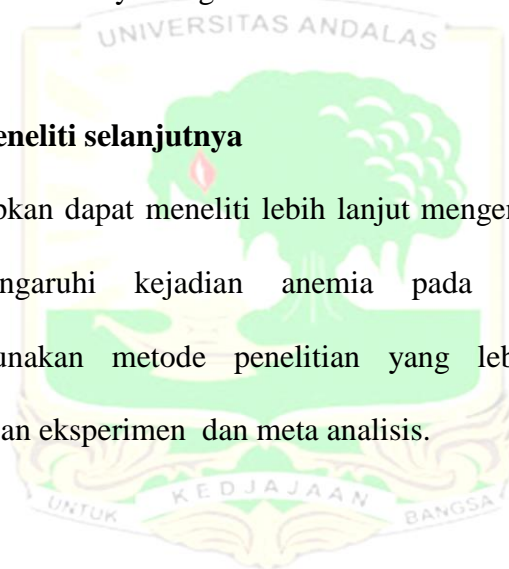 UNIVERSITAS ANDALAS
eneliti selanjutnya
pkan dapat meneliti lebih lanjut menger
ngaruhi kejadian anemia pada
unakan metode penelitian yang leb
an eksperimen dan meta analisis.
UNTUK KEDJAJAAN BANGSA